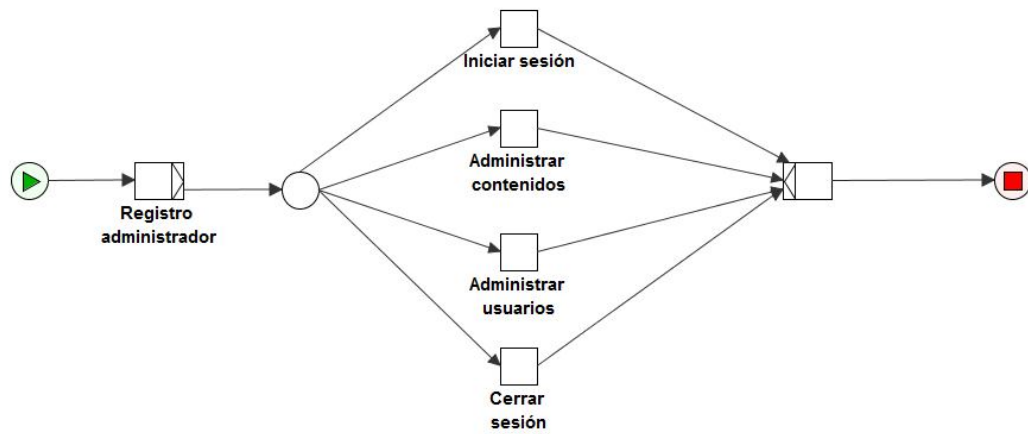 Iniciar sesión
Administrar
contenidos
Registro
administrador
Administrar
usuarios
Cerrar
sesión